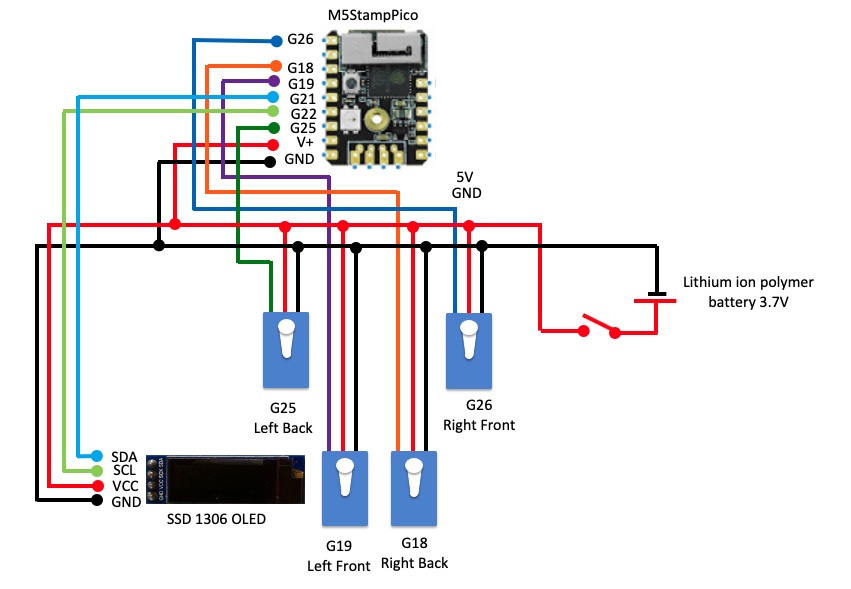 M5StampPico
G26
G18
G19
G21
G22
G25
V+
GND
5V
GND
Lithium ion polymer
battery 3.7V
G25
Left Back
G26
Right Front
SDA
SCL
VCC
GND
GND VCC SCK SDA
SSD 1306 OLED
G19
Left Front
G18
Right Back